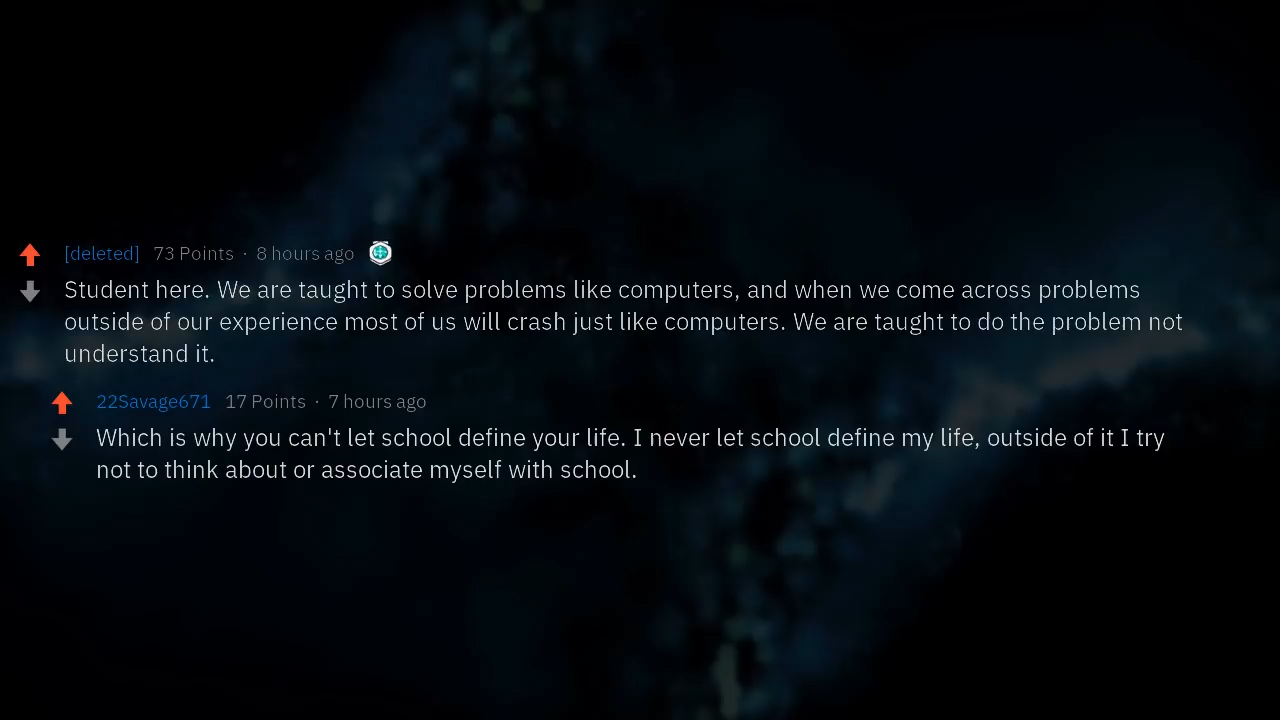 [deleted] 73 Points · 8 hours ago
Student here. We are taught to solve problems like computers, and when we come across problems
outside of our experience most of us will crash just like computers. We are taught to do the problem not
understand it.
22Savage671 17 Points · 7 hours ago
Which is why you can't let school define your life. I never let school define my life, outside of it I try
not to think about or associate myself with school.